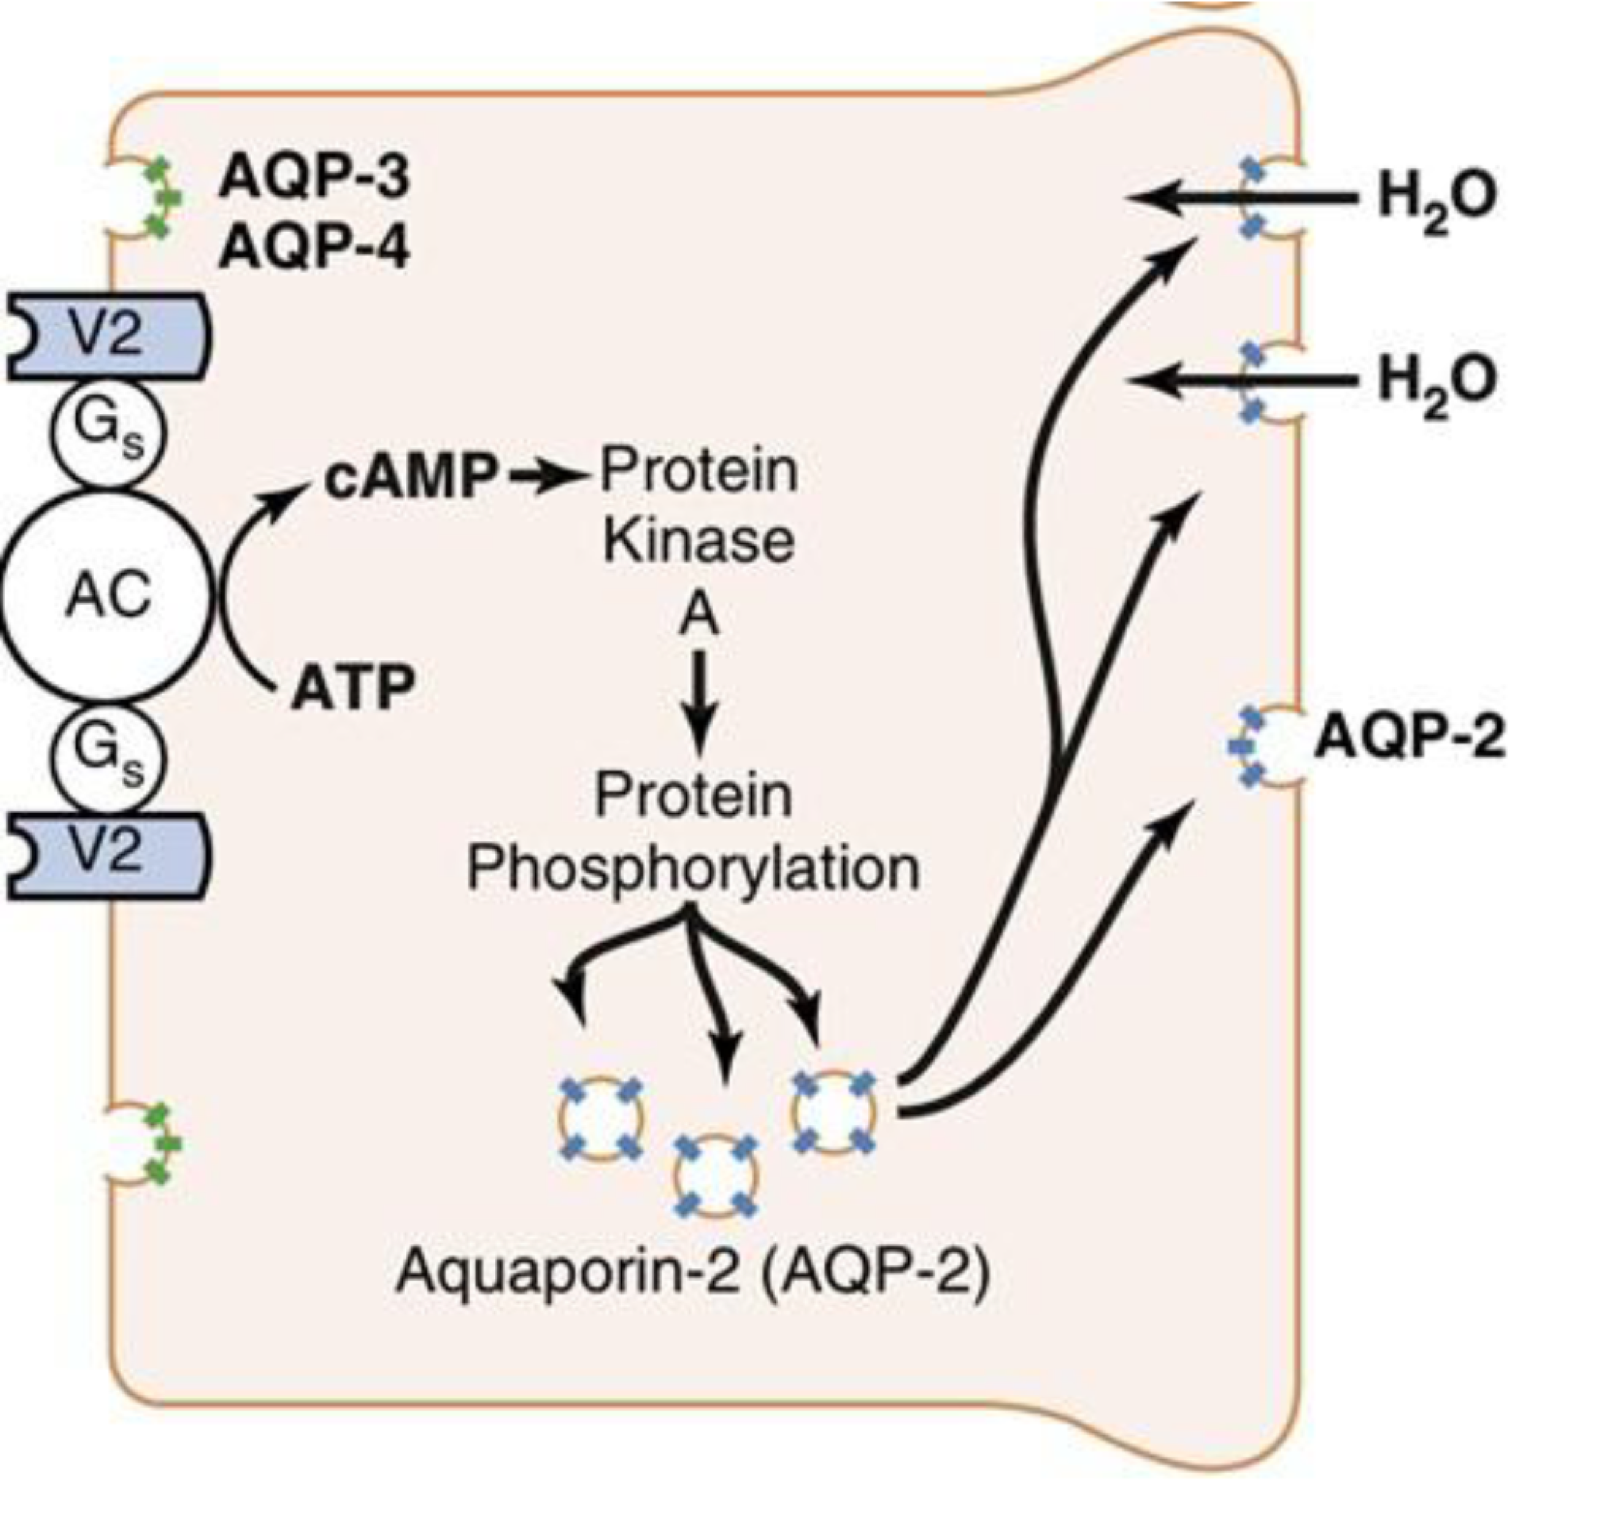 AQP-3
AQP-4
V2
Gs
AC
Gs
V2
cAMP
ATP
Protein
Kinase
A
Protein
Phosphorylation
Aquaporin-2 (AQP-2)
H2O
H2O
AQP-2